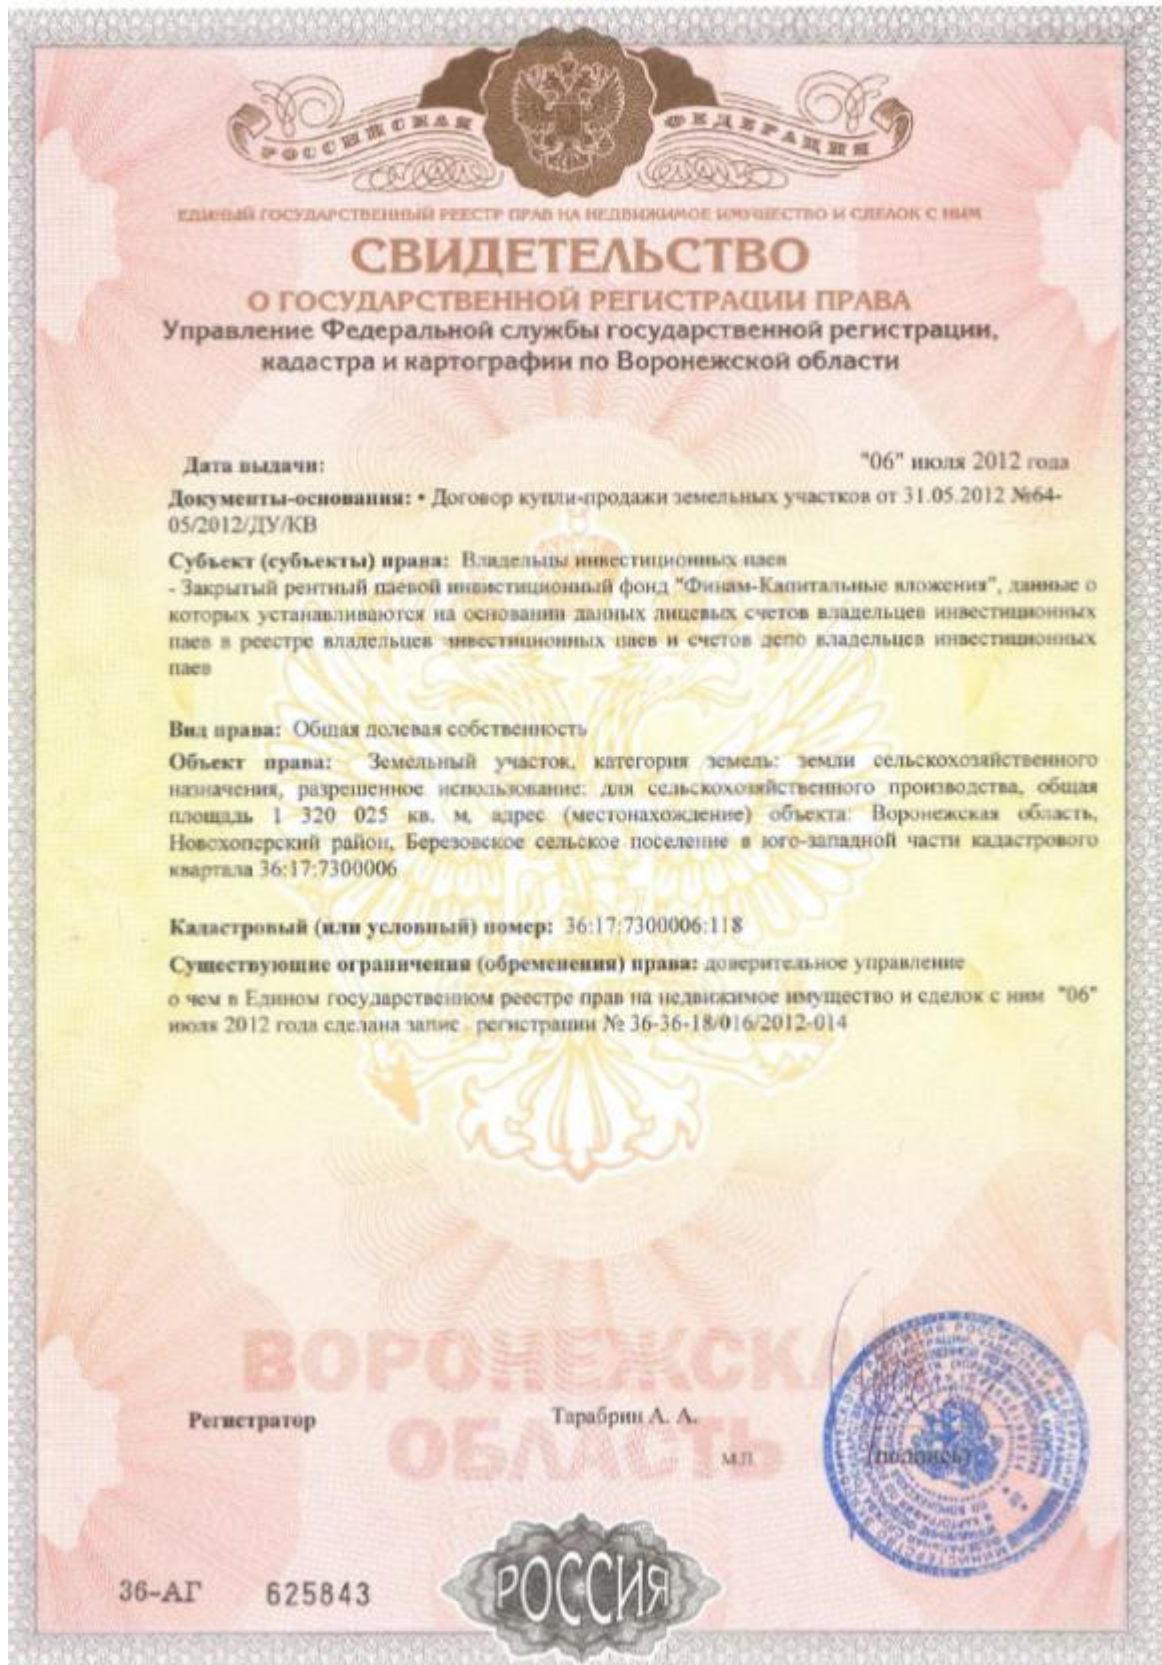 РОССИЙСКАЯ ФЕДЕРАЦИЯ
ЕДИНЫЙ ГОСУДАРСТВЕННЫЙ РЕЕСТР ПРАВ НА НЕДВИЖИМОЕ ИМУЩЕСТВО И СДЕЛОК С НИМ
СВИДЕТЕЛЬСТВО
О ГОСУДАРСТВЕННОЙ РЕГИСТРАЦИИ ПРАВА
Управление Федеральной службы государственной регистрации,
кадастра и картографии по Воронежской области
Дата выдачи: "06" июля 2012 года
Документы-основания: • Договор купли-продажи земельных участков от 31.05.2012 №64-
05/2012/ДУ/КВ
Субъект (субъекты) права: Владельцы инвестиционных паев
- Закрытый рентный паевой инвистиционный фонд "Финам-Капитальные вложения", данные о
которых устанавливаются на основании данных лицевых счетов владельцев инвестиционных
паев в реестре владельцев инвестиционных паев и счетов депо владельцев инвестиционных
паев
Вид права: Общая долевая собственность
Объект права: Земельный участок, категория земель: земли сельскохозяйственного
назначения, разрешенное использование: для сельскохозяйственного производства, общая
площадь 1 320 025 кв. м, адрес (местонахождение) объекта: Воронежская область,
Новохоперский район, Березовское сельское поселение в юго-западной части кадастрового
квартала 36:17:7300006
Кадастровый (или условный) номер: 36:17:7300006:118
Существующие ограничения (обременения) права: доверительное управление
о чем в Едином государственном реестре прав на недвижимое имущество и сделок с ним "06"
июля 2012 года сделана запис регистрации № 36-36-18/016/2012-014
ВОРОНЕЖСКАЯ
ОБЛАСТЬ
Регистратор Тарабрин А. А.
м.п. (подпись)
36-АГ 625843
РОССИЯ